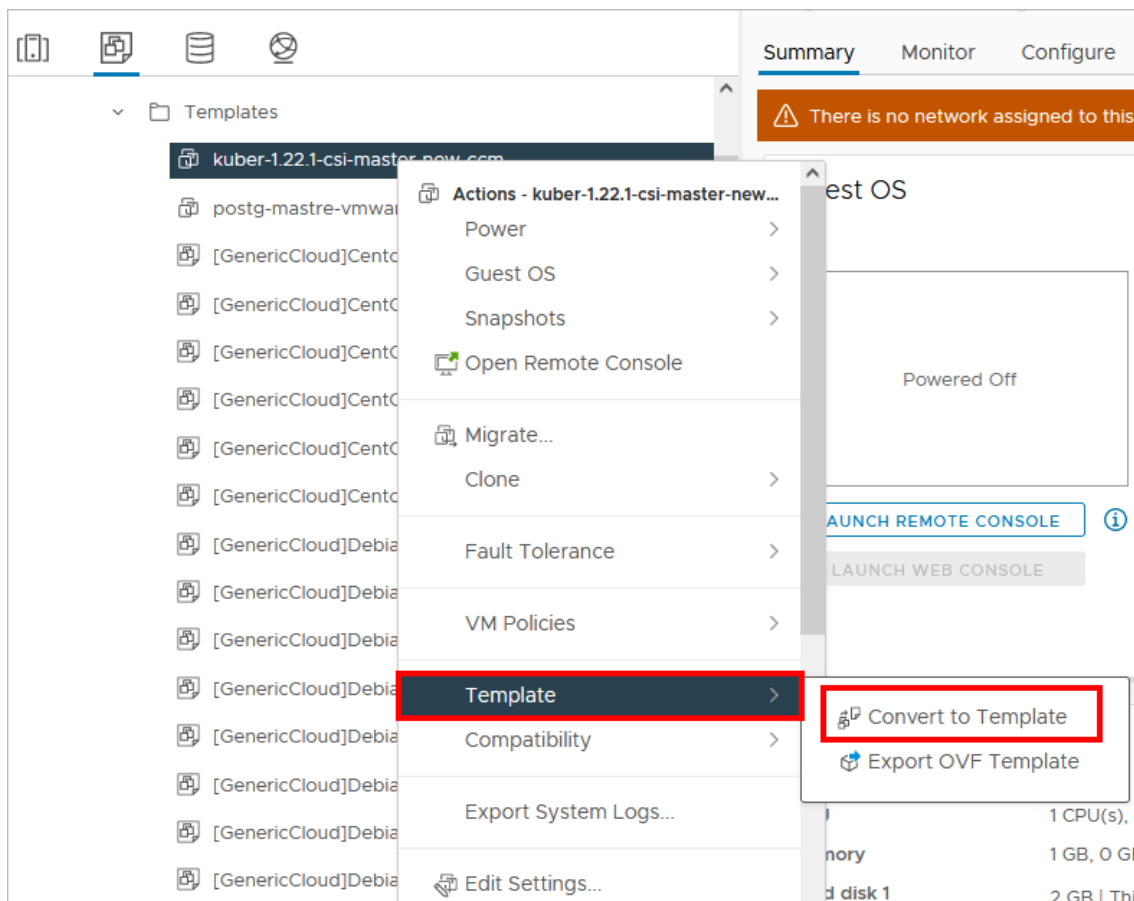 Summary Monitor Configure
Templates
There is no network assigned to this
kuber-1.22.1-csi-master-new-ccm
Actions - kuber-1.22.1-csi-master-new...
est OS
postg-mastre-vmwar
Power
[GenericCloud]Cento
Guest OS
[GenericCloud]CentO
Snapshots
[GenericCloud]CentO
Open Remote Console
Powered Off
[GenericCloud]CentO
[GenericCloud]CentO
Migrate...
Clone
[GenericCloud]Cento
AUNCH REMOTE CONSOLE
[GenericCloud]Debia
Fault Tolerance
LAUNCH WEB CONSOLE
[GenericCloud]Debia
VM Policies
[GenericCloud]Debia
[GenericCloud]Debia
Template
Convert to Template
[GenericCloud]Debia
Compatibility
Export OVF Template
[GenericCloud]Debia
Export System Logs...
1 CPU(s),
[GenericCloud]Debia
mory 1 GB, 0 GB
[GenericCloud]Debia
Edit Settings...
d disk 1 2 GB | Thi